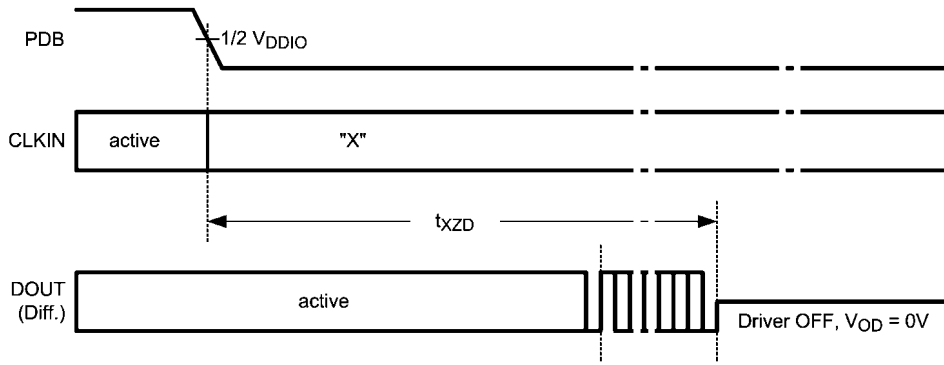 PDB
1/2 VDDIO
CLKIN
active
"X"
tXZD
DOUT
(Diff.)
active
Driver OFF, VOD = 0V